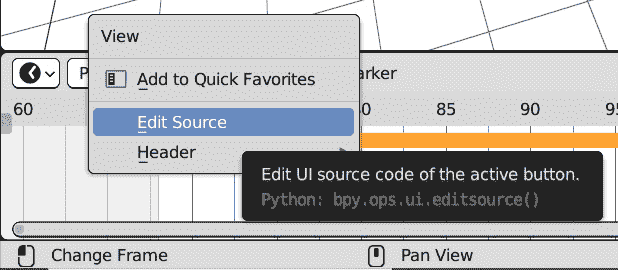 View
Add to Quick Favorites
P
arker
60
80
85
90
95
Edit Source
Header
Edit UI source code of the active button.
Python: bpy.ops.ui.editsource()
Change Frame
Pan View